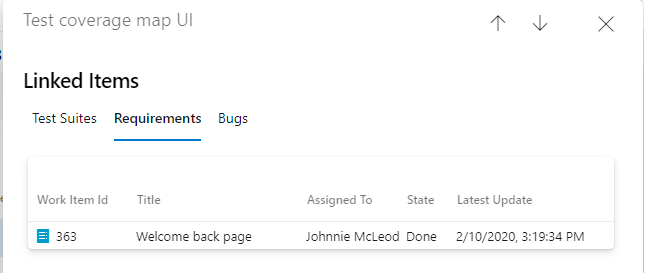 Test coverage map UI
Linked Items
Test Suites Requirements Bugs
Work Item Id Title Assigned To State Latest Update
363 Welcome back page Johnnie McLeod Done 2/10/2020, 3:19:34 PM